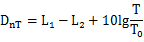 DnT = L1 – L2 + 10lg T/T0